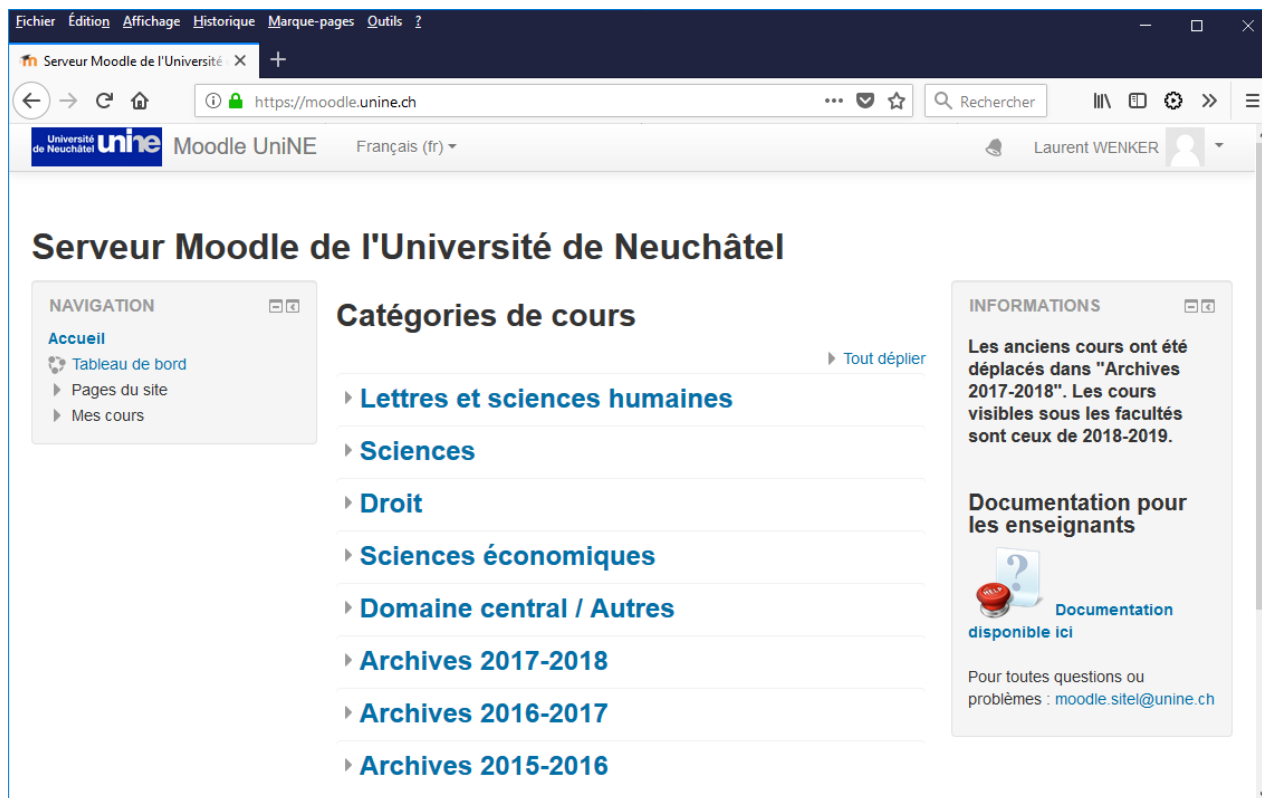 Fichier Édition Affichage Historique Marque-pages Outils ?
Serveur Moodle de l'Université
https://moodle.unine.ch
Rechercher
Université de Neuchâtel unine
Moodle UniNE
Français (fr)
Laurent WENKER
Serveur Moodle de l'Université de Neuchâtel
NAVIGATION
Accueil
Tableau de bord
Pages du site
Mes cours
Catégories de cours
Tout déplier
Lettres et sciences humaines
Sciences
Droit
Sciences économiques
Domaine central / Autres
Archives 2017-2018
Archives 2016-2017
Archives 2015-2016
INFORMATIONS
Les anciens cours ont été
déplacés dans "Archives
2017-2018". Les cours
visibles sous les facultés
sont ceux de 2018-2019.
Documentation pour
les enseignants
?
HELP
Documentation
disponible ici
Pour toutes questions ou
problèmes : moodle.sitel@unine.ch